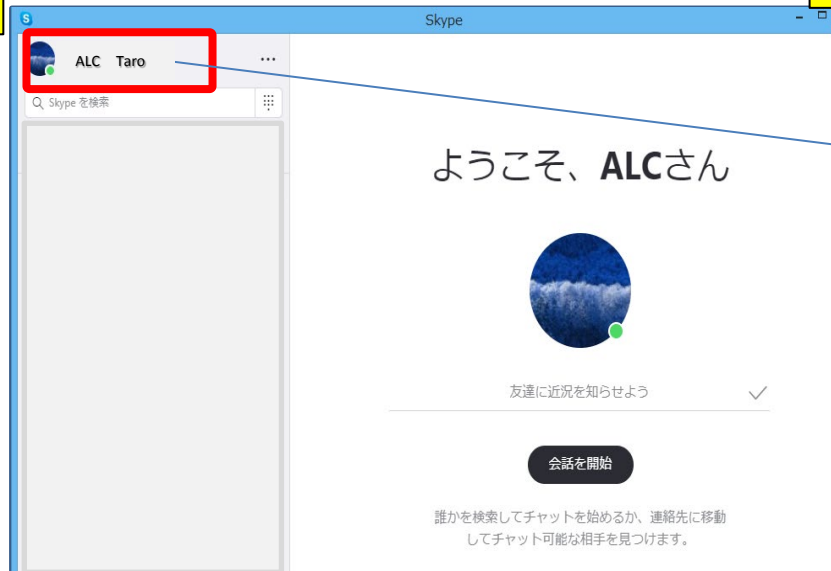 Skype
ALC Taro
Skype を検索
ようこそ、ALCさん
友達に近況を知らせよう
会話を開始
誰かを検索してチャットを始めるか、連絡先に移動
してチャット可能な相手を見つけます。